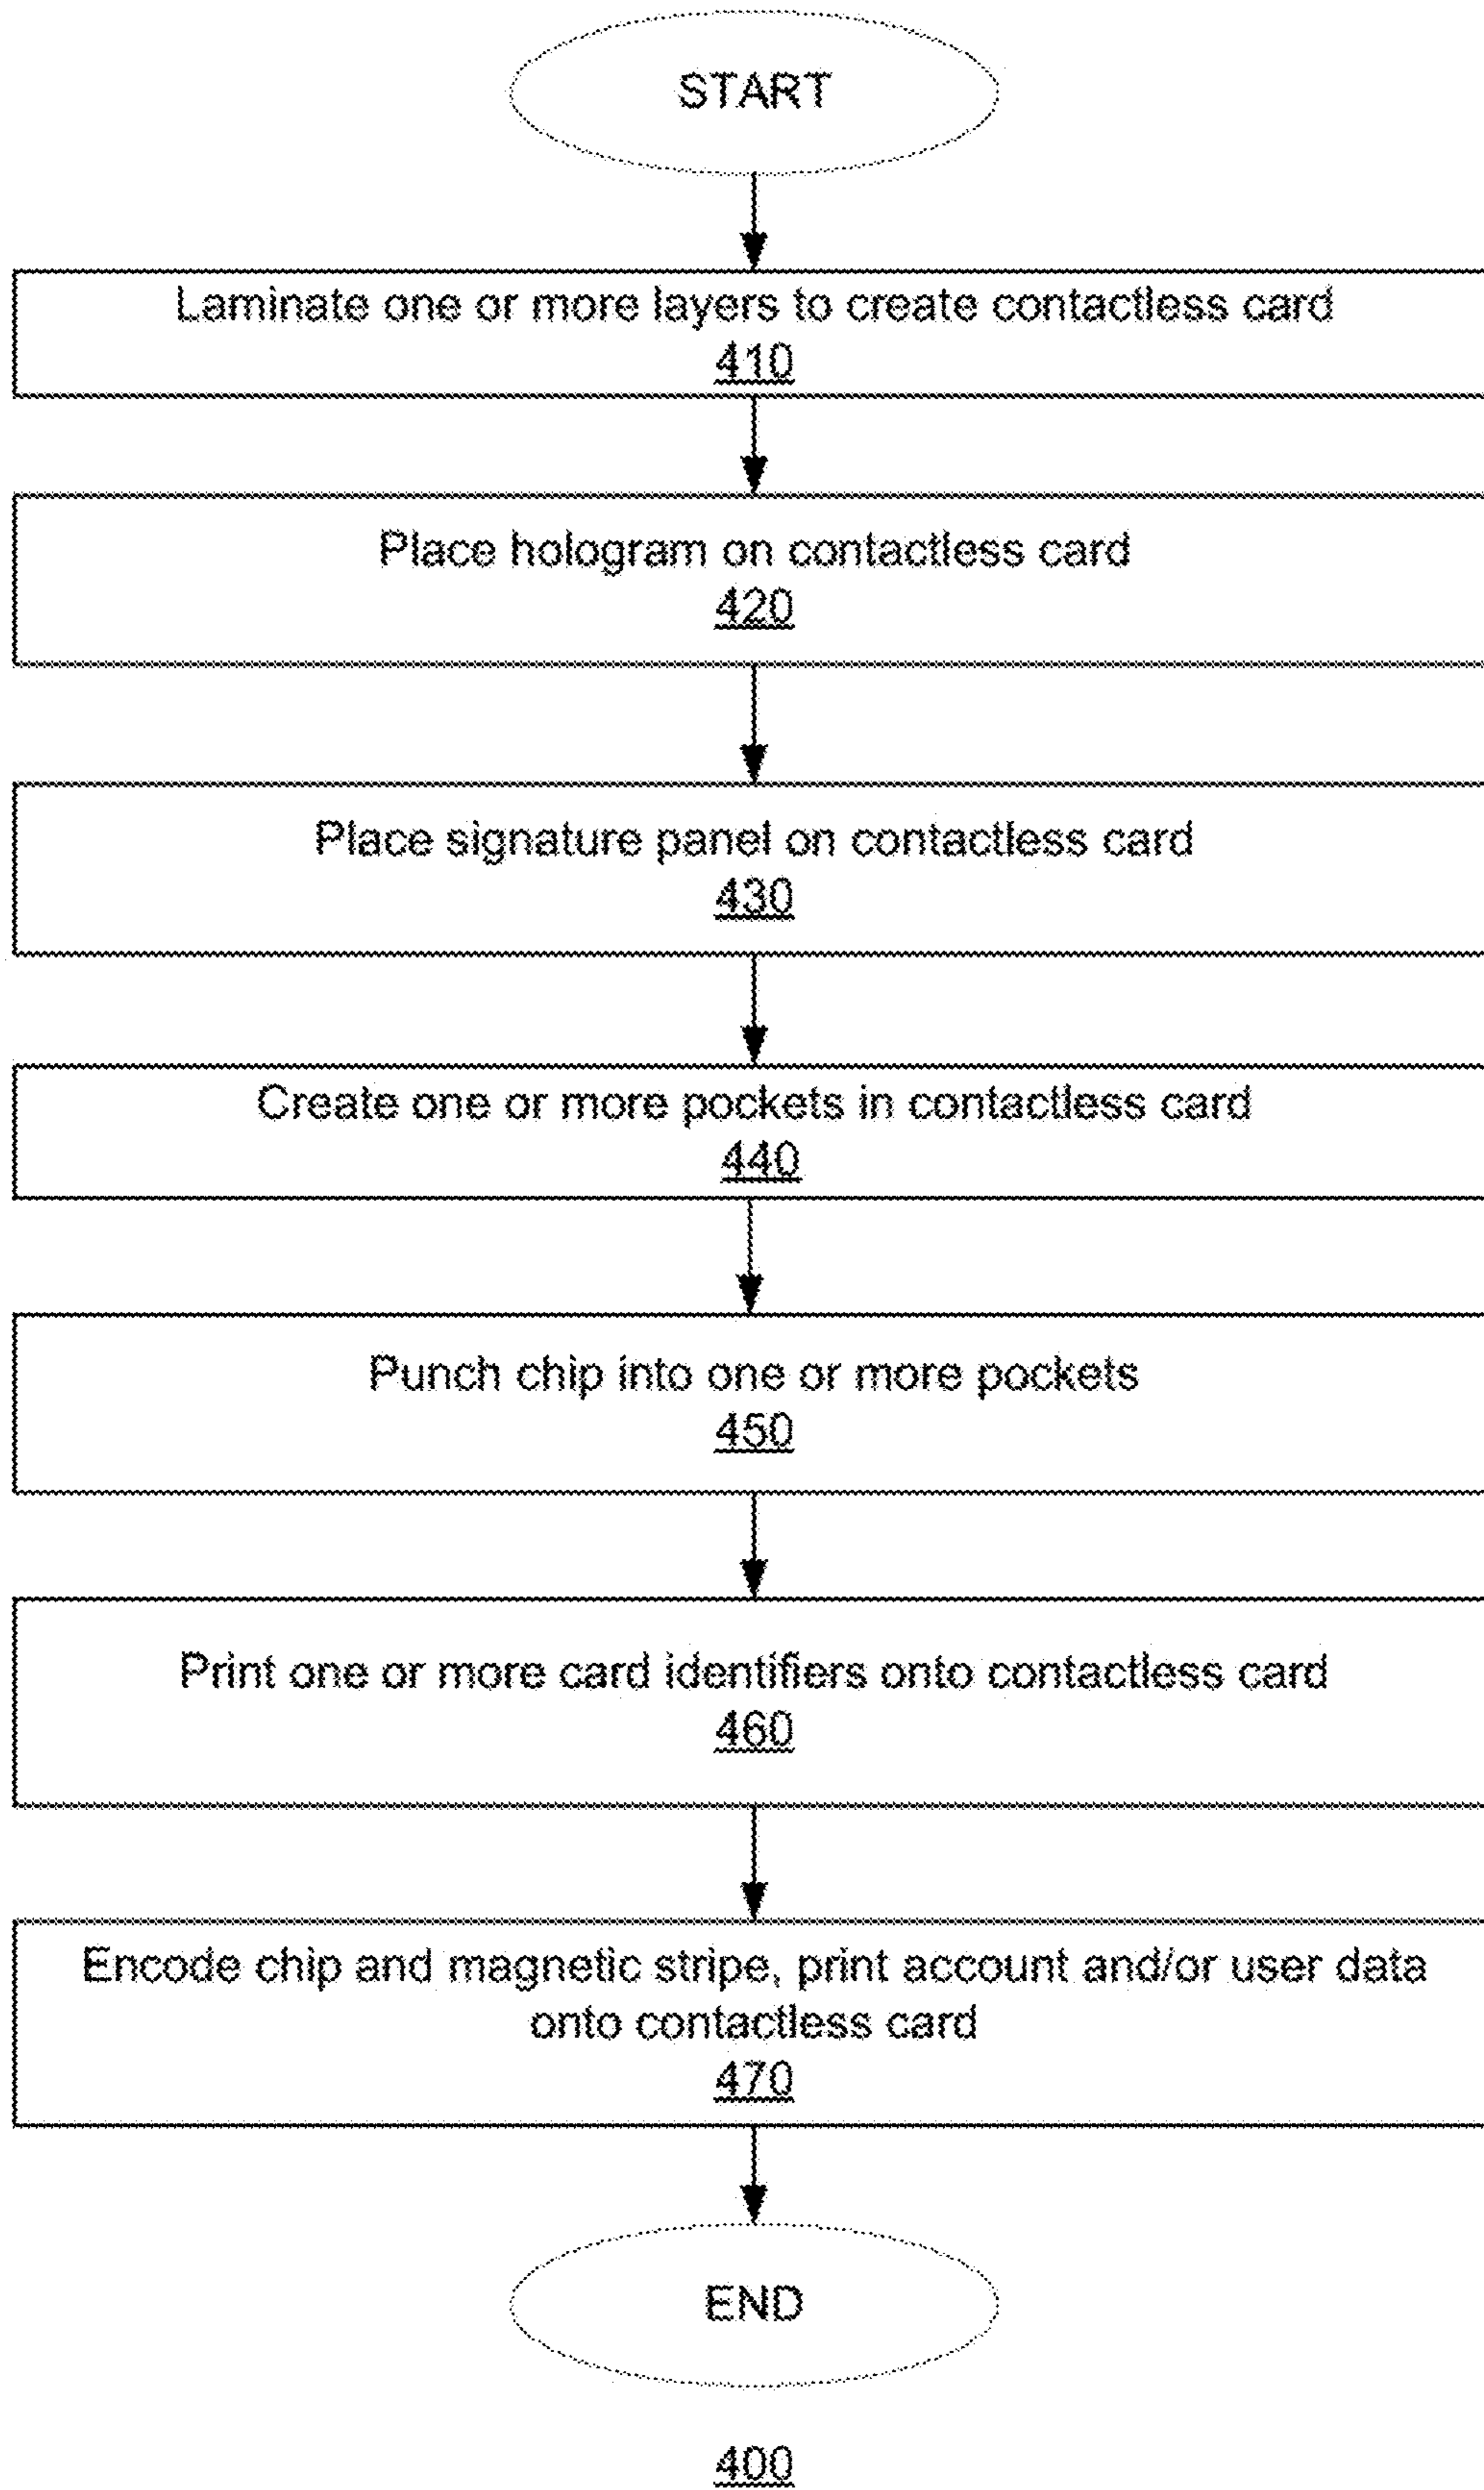 START
Laminate one or more layers to create contactless card
410
Place hologram on contactless card
420
Place signature panel on contactless card
430
Create one or more pockets in contactless card
440
Punch chip into one or more pockets
450
Print one or more card identifiers onto contactless card
460
Encode chip and magnetic stripe, print account and/or user data
onto contactless card
470
END
400